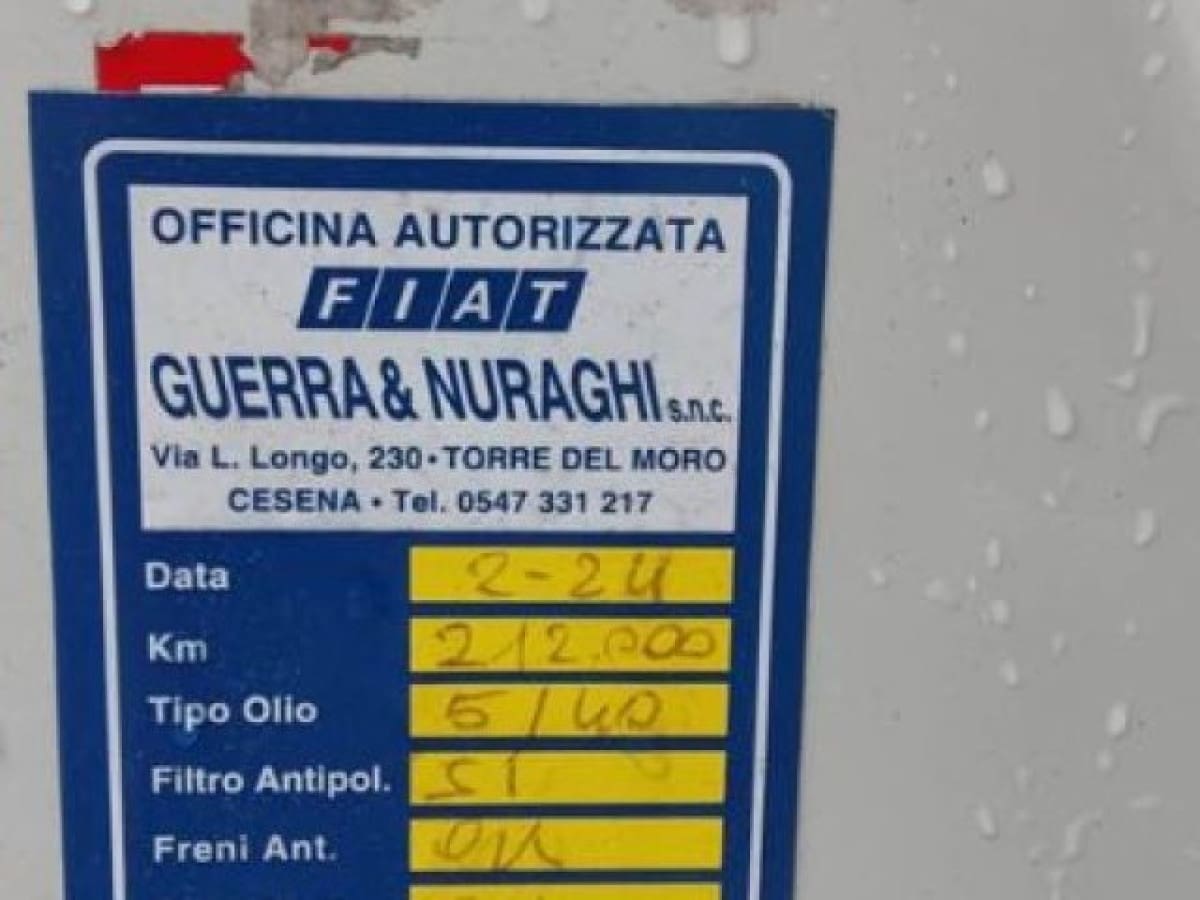 OFFICINA AUTORIZZATA
FIAT
GUERRA & NURAGHI s.n.c.
Via L. Longo, 230 • TORRE DEL MORO
CESENA • Tel. 0547 331 217
Data 2-24
Km 212.000
Tipo Olio 5/40
Filtro Antipol. SI
Freni Ant. OK